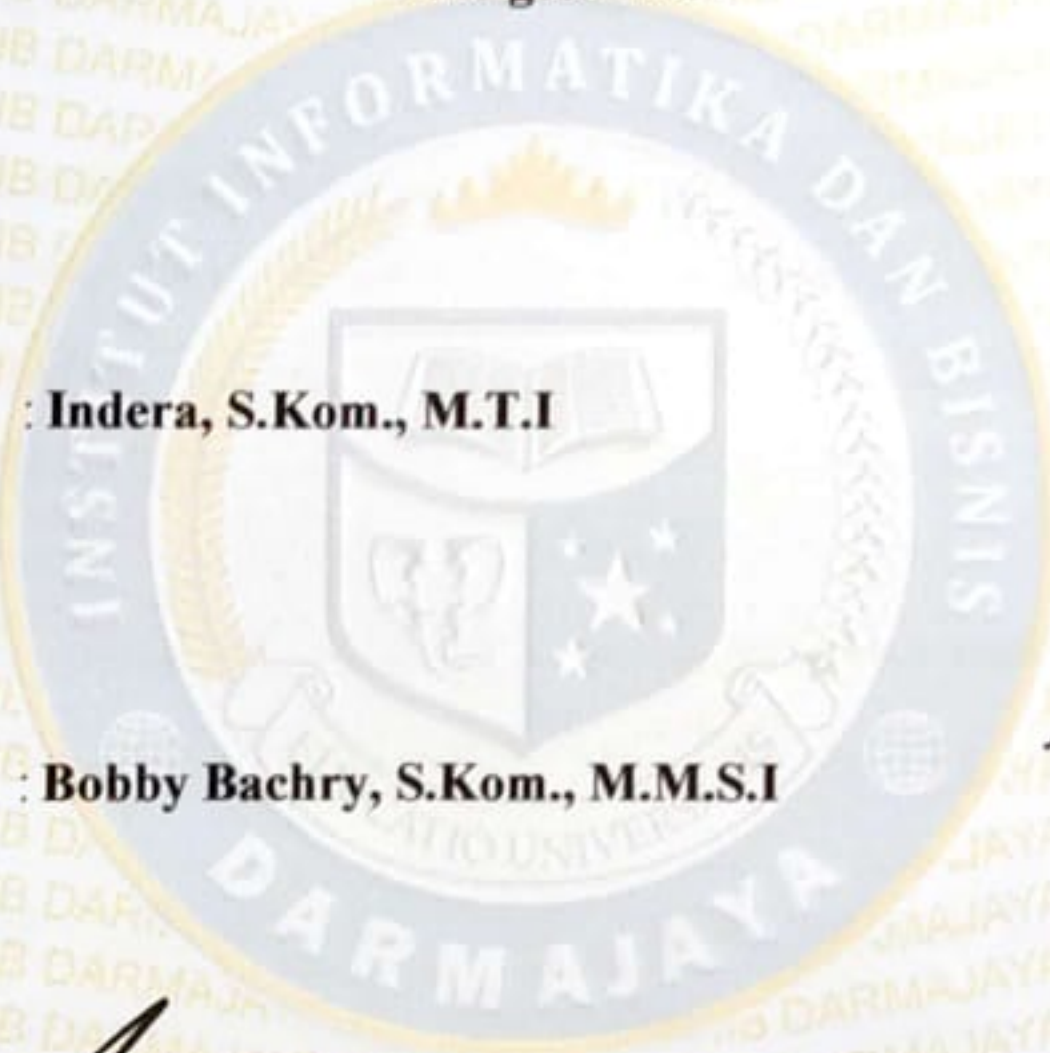 INSTITUT INFORMATIKA DAN BISNIS
: Indera, S.Kom., M.T.I
: Bobby Bachry, S.Kom., M.M.S.I
DARMAJAYA